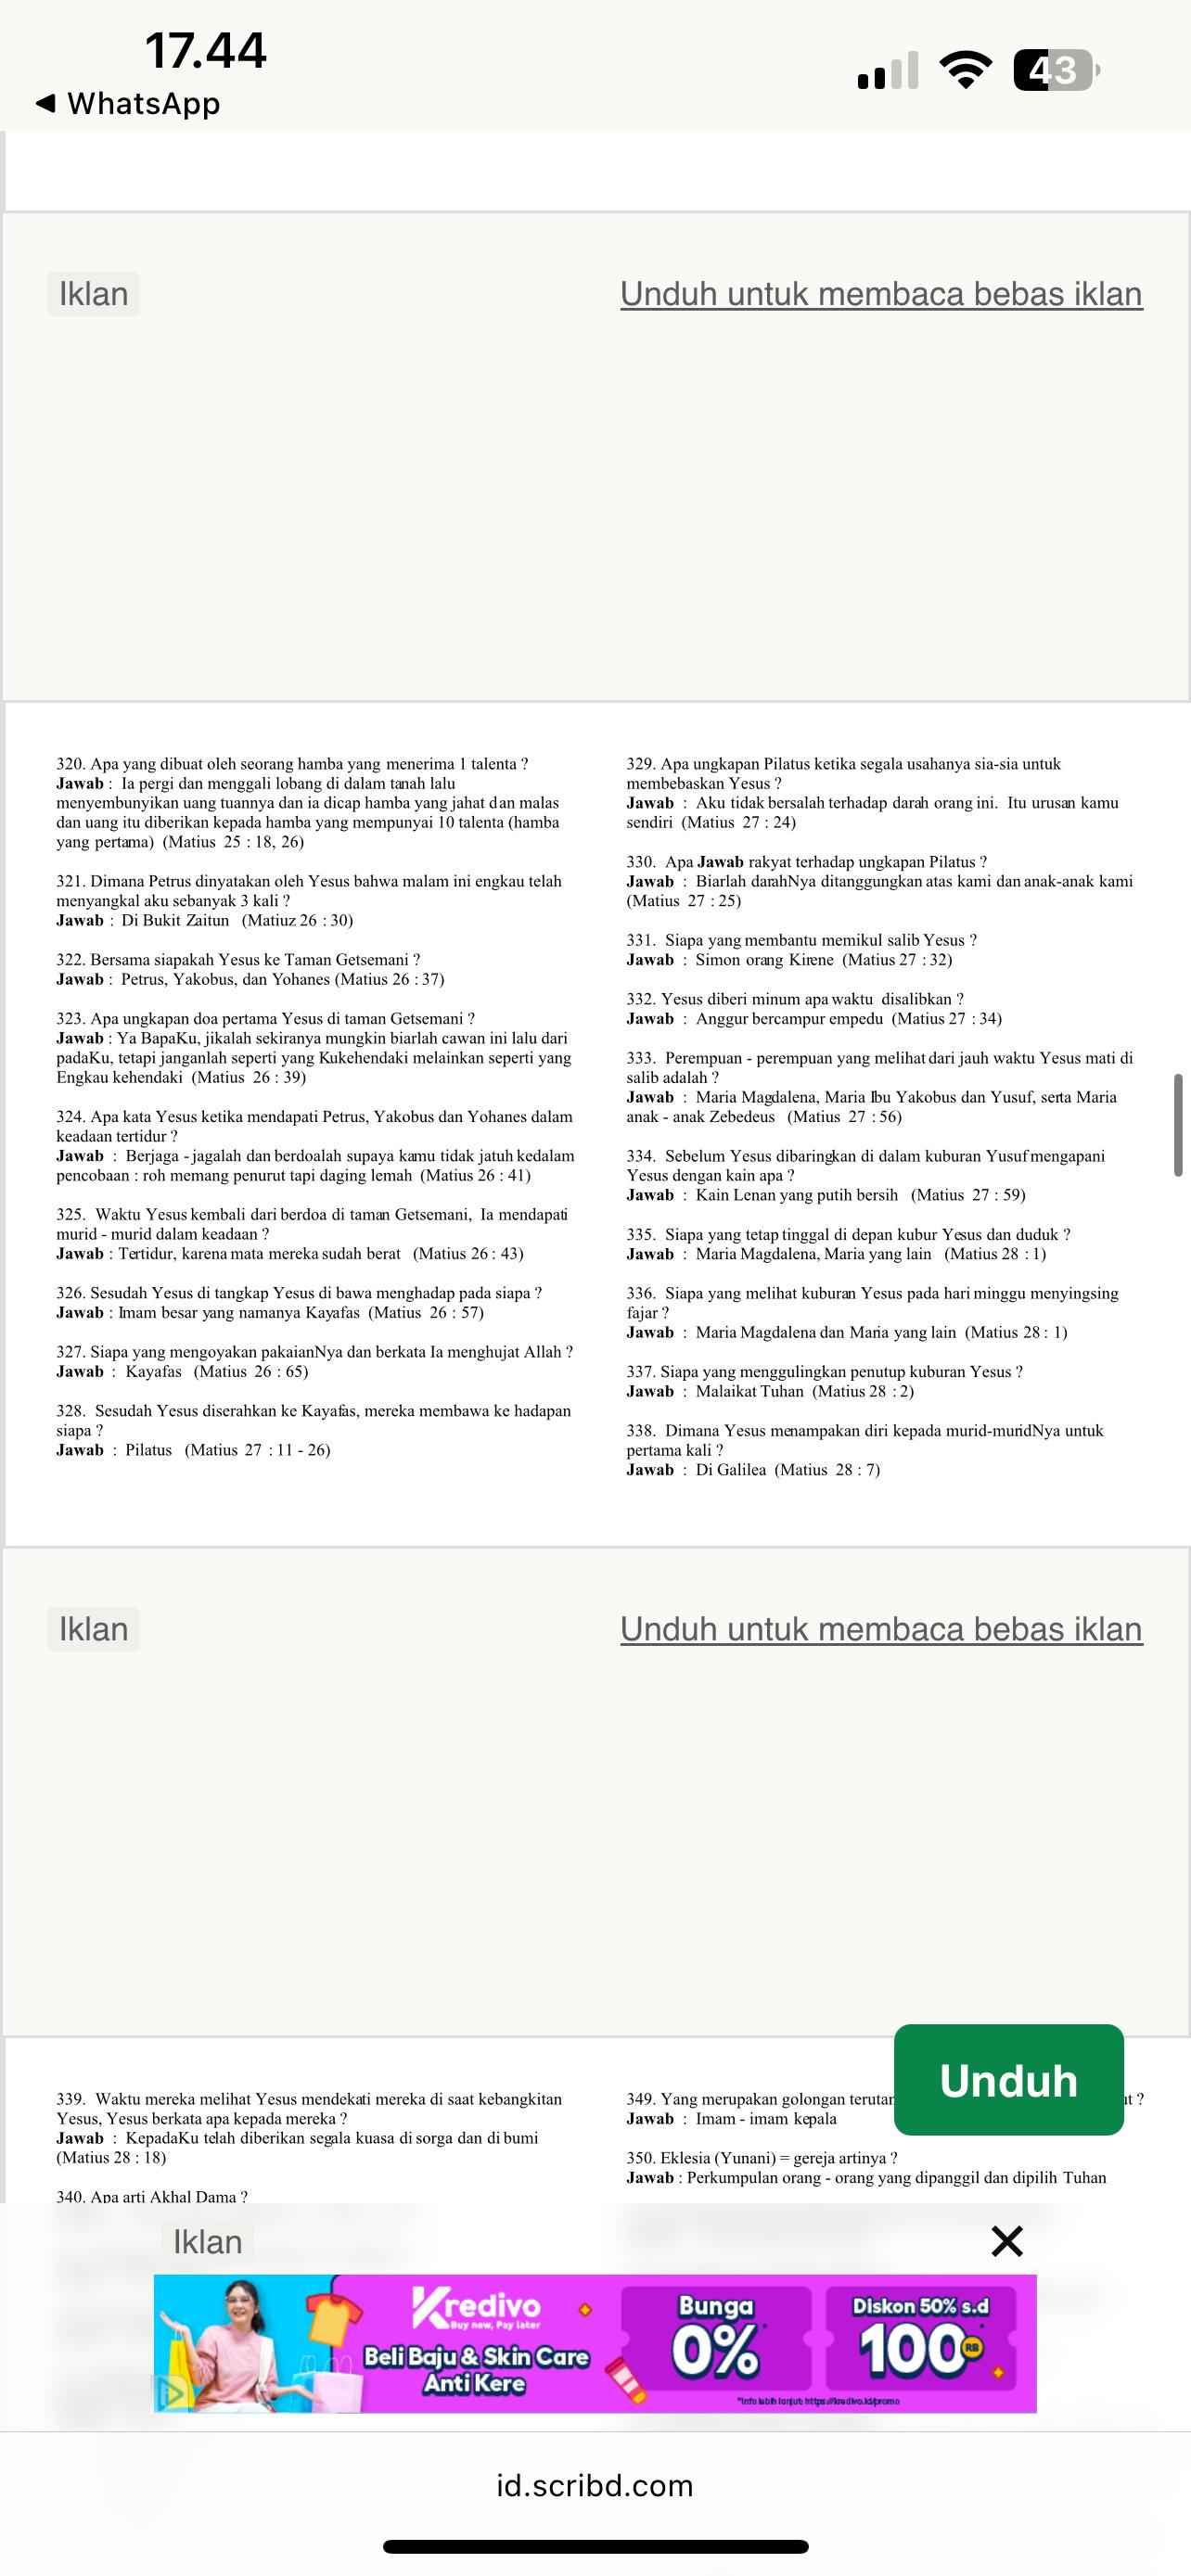 17.44
43
WhatsApp
Iklan
Unduh untuk membaca bebas iklan
320. Apa yang dibuat oleh seorang hamba yang menerima 1 talenta ?
Jawab : Ia pergi dan menggali lobang di dalam tanah lalu
menyembunyikan uang tuannya dan ia dicap hamba yang jahat dan malas
dan uang itu diberikan kepada hamba yang mempunyai 10 talenta (hamba
yang pertama) (Matius 25 : 18, 26)
321. Dimana Petrus dinyatakan oleh Yesus bahwa malam ini engkau telah
menyangkal aku sebanyak 3 kali ?
Jawab : Di Bukit Zaitun (Matiuz 26 : 30)
322. Bersama siapakah Yesus ke Taman Getsemani ?
Jawab : Petrus, Yakobus, dan Yohanes (Matius 26 : 37)
323. Apa ungkapan doa pertama Yesus di taman Getsemani ?
Jawab : Ya BapaKu, jikalah sekiranya mungkin biarlah cawan ini lalu dari
padaKu, tetapi janganlah seperti yang Kukehendaki melainkan seperti yang
Engkau kehendaki (Matius 26 : 39)
324. Apa kata Yesus ketika mendapati Petrus, Yakobus dan Yohanes dalam
keadaan tertidur ?
Jawab : Berjaga - jagalah dan berdoalah supaya kamu tidak jatuh kedalam
pencobaan : roh memang penurut tapi daging lemah (Matius 26 : 41)
325. Waktu Yesus kembali dari berdoa di taman Getsemani, Ia mendapati
murid - murid dalam keadaan ?
Jawab : Tertidur, karena mata mereka sudah berat (Matius 26 : 43)
326. Sesudah Yesus di tangkap Yesus di bawa menghadap pada siapa ?
Jawab : Imam besar yang namanya Kayafas (Matius 26 : 57)
327. Siapa yang mengoyakan pakaianNya dan berkata Ia menghujat Allah ?
Jawab : Kayafas (Matius 26 : 65)
328. Sesudah Yesus diserahkan ke Kayafas, mereka membawa ke hadapan
siapa ?
Jawab : Pilatus (Matius 27 : 11 - 26)
329. Apa ungkapan Pilatus ketika segala usahanya sia-sia untuk
membebaskan Yesus ?
Jawab : Aku tidak bersalah terhadap darah orang ini. Itu urusan kamu
sendiri (Matius 27 : 24)
330. Apa Jawab rakyat terhadap ungkapan Pilatus ?
Jawab : Biarlah darahNya ditanggungkan atas kami dan anak-anak kami
(Matius 27 : 25)
331. Siapa yang membantu memikul salib Yesus ?
Jawab : Simon orang Kirene (Matius 27 : 32)
332. Yesus diberi minum apa waktu disalibkan ?
Jawab : Anggur bercampur empedu (Matius 27 : 34)
333. Perempuan - perempuan yang melihat dari jauh waktu Yesus mati di
salib adalah ?
Jawab : Maria Magdalena, Maria Ibu Yakobus dan Yusuf, serta Maria
anak - anak Zebedeus (Matius 27 : 56)
334. Sebelum Yesus dibaringkan di dalam kuburan Yusuf mengapani
Yesus dengan kain apa ?
Jawab : Kain Lenan yang putih bersih (Matius 27 : 59)
335. Siapa yang tetap tinggal di depan kubur Yesus dan duduk ?
Jawab : Maria Magdalena, Maria yang lain (Matius 28 : 1)
336. Siapa yang melihat kuburan Yesus pada hari minggu menyingsing
fajar ?
Jawab : Maria Magdalena dan Maria yang lain (Matius 28 : 1)
337. Siapa yang menggulingkan penutup kuburan Yesus ?
Jawab : Malaikat Tuhan (Matius 28 : 2)
338. Dimana Yesus menampakan diri kepada murid-muridNya untuk
pertama kali ?
Jawab : Di Galilea (Matius 28 : 7)
Iklan
Unduh untuk membaca bebas iklan
Unduh
339. Waktu mereka melihat Yesus mendekati mereka di saat kebangkitan
Yesus, Yesus berkata apa kepada mereka ?
Jawab : KepadaKu telah diberikan segala kuasa di sorga dan di bumi
(Matius 28 : 18)
340. Apa arti Akhal Dama ?
349. Yang merupakan golongan ?
Jawab : Imam - imam kepala
350. Eklesia (Yunani) = gereja artinya ?
Jawab : Perkumpulan orang - orang yang dipanggil dan dipilih Tuhan
Iklan
Kredivo
Buy now, Pay later
Beli Baju & Skin Care
Anti Kere
Bunga
0%
Diskon 50% s.d
100 RB
*Info lebih lanjut: https://kredivo.id/promo
id.scribd.com